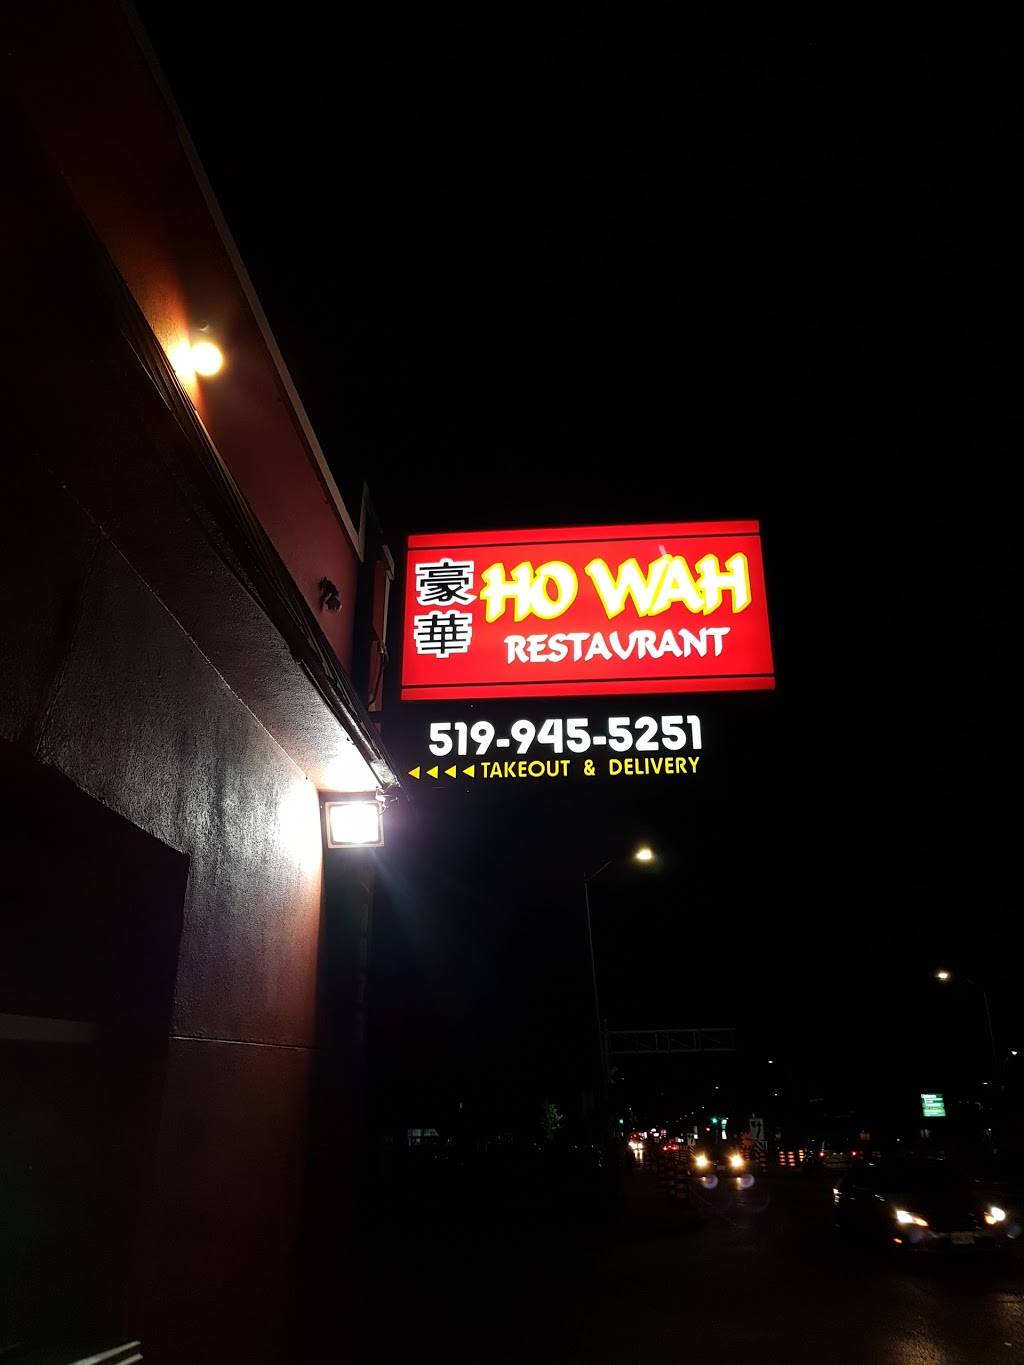 豪華
HO WAH
RESTAURANT
519-945-5251
TAKEOUT & DELIVERY